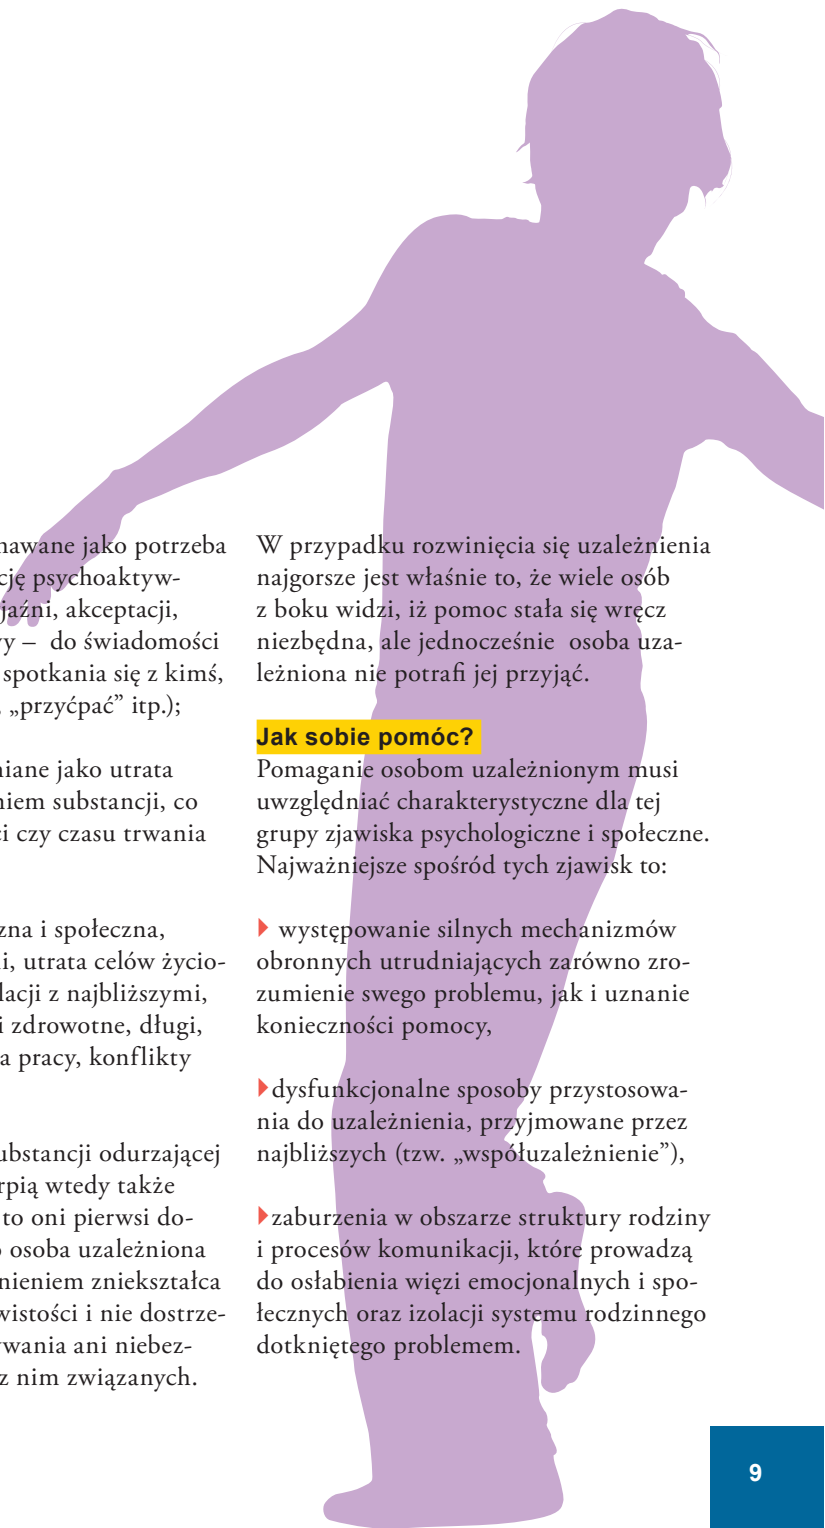 nawane jako potrzeba
cję psychoaktyw-
jaźni, akceptacji,
wy –  do świadomości
spotkania się z kimś,
„przyćpać” itp.);
niane jako utrata
niem substancji, co
ci czy czasu trwania
zna i społeczna,
i, utrata celów życio-
lacji z najbliższymi,
i zdrowotne, długi,
a pracy, konflikty
ubstancji odurzającej
rpią wtedy także
to oni pierwsi do-
o osoba uzależniona
nieniem zniekształca
wistości i nie dostrze-
wania ani niebez-
z nim związanych.
W przypadku rozwinięcia się uzależnienia
najgorsze jest właśnie to, że wiele osób
z boku widzi, iż pomoc stała się wręcz
niezbędna, ale jednocześnie  osoba uza-
leżniona nie potrafi jej przyjąć.
Jak sobie pomóc?
Pomaganie osobom uzależnionym musi
uwzględniać charakterystyczne dla tej
grupy zjawiska psychologiczne i społeczne.
Najważniejsze spośród tych zjawisk to:
występowanie silnych mechanizmów
obronnych utrudniających zarówno zro-
zumienie swego problemu, jak i uznanie
konieczności pomocy,
dysfunkcjonalne sposoby przystosowa-
nia do uzależnienia, przyjmowane przez
najbliższych (tzw. „współuzależnienie”),
zaburzenia w obszarze struktury rodziny
i procesów komunikacji, które prowadzą
do osłabienia więzi emocjonalnych i spo-
łecznych oraz izolacji systemu rodzinnego
dotkniętego problemem.
9